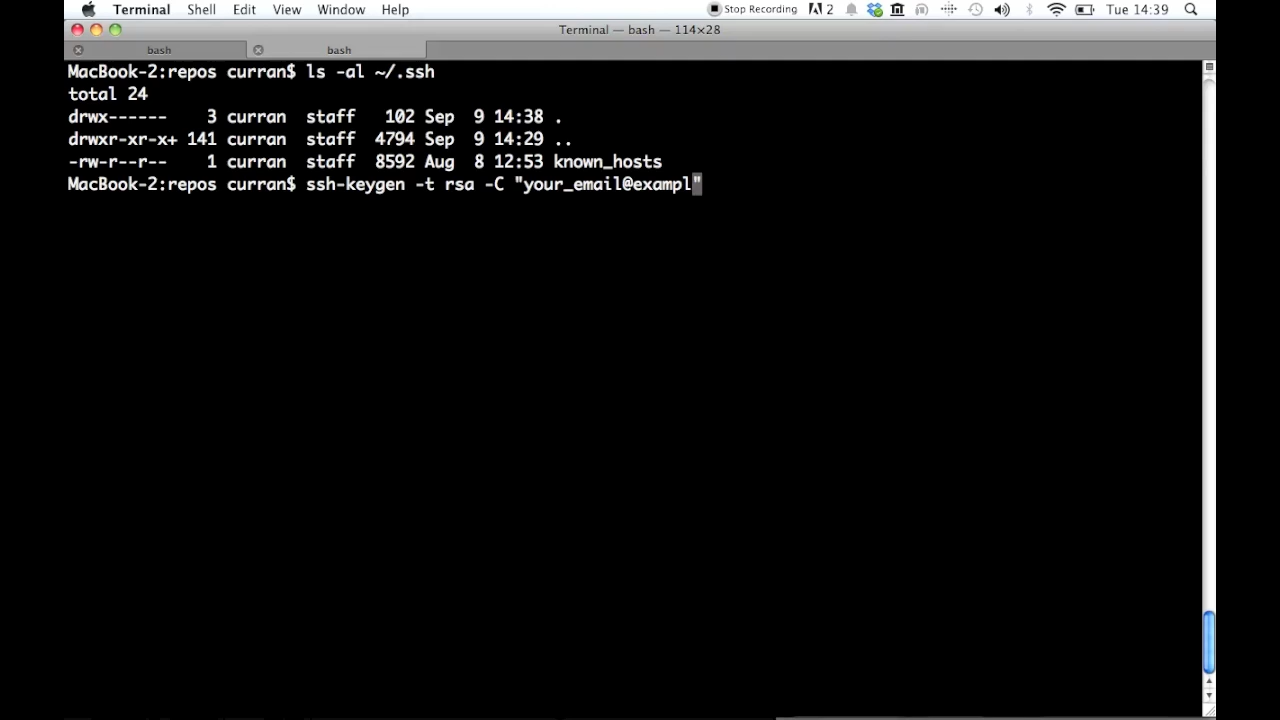 Terminal Shell Edit View Window Help Stop Recording 2 Tue 14:39
Terminal — bash — 114×28
bash bash
MacBook-2:repos curran$ ls -al ~/.ssh
total 24
drwx------ 3 curran staff 102 Sep 9 14:38 .
drwxr-xr-x+ 141 curran staff 4794 Sep 9 14:29 ..
-rw-r--r-- 1 curran staff 8592 Aug 8 12:53 known_hosts
MacBook-2:repos curran$ ssh-keygen -t rsa -C "your_email@exampl"